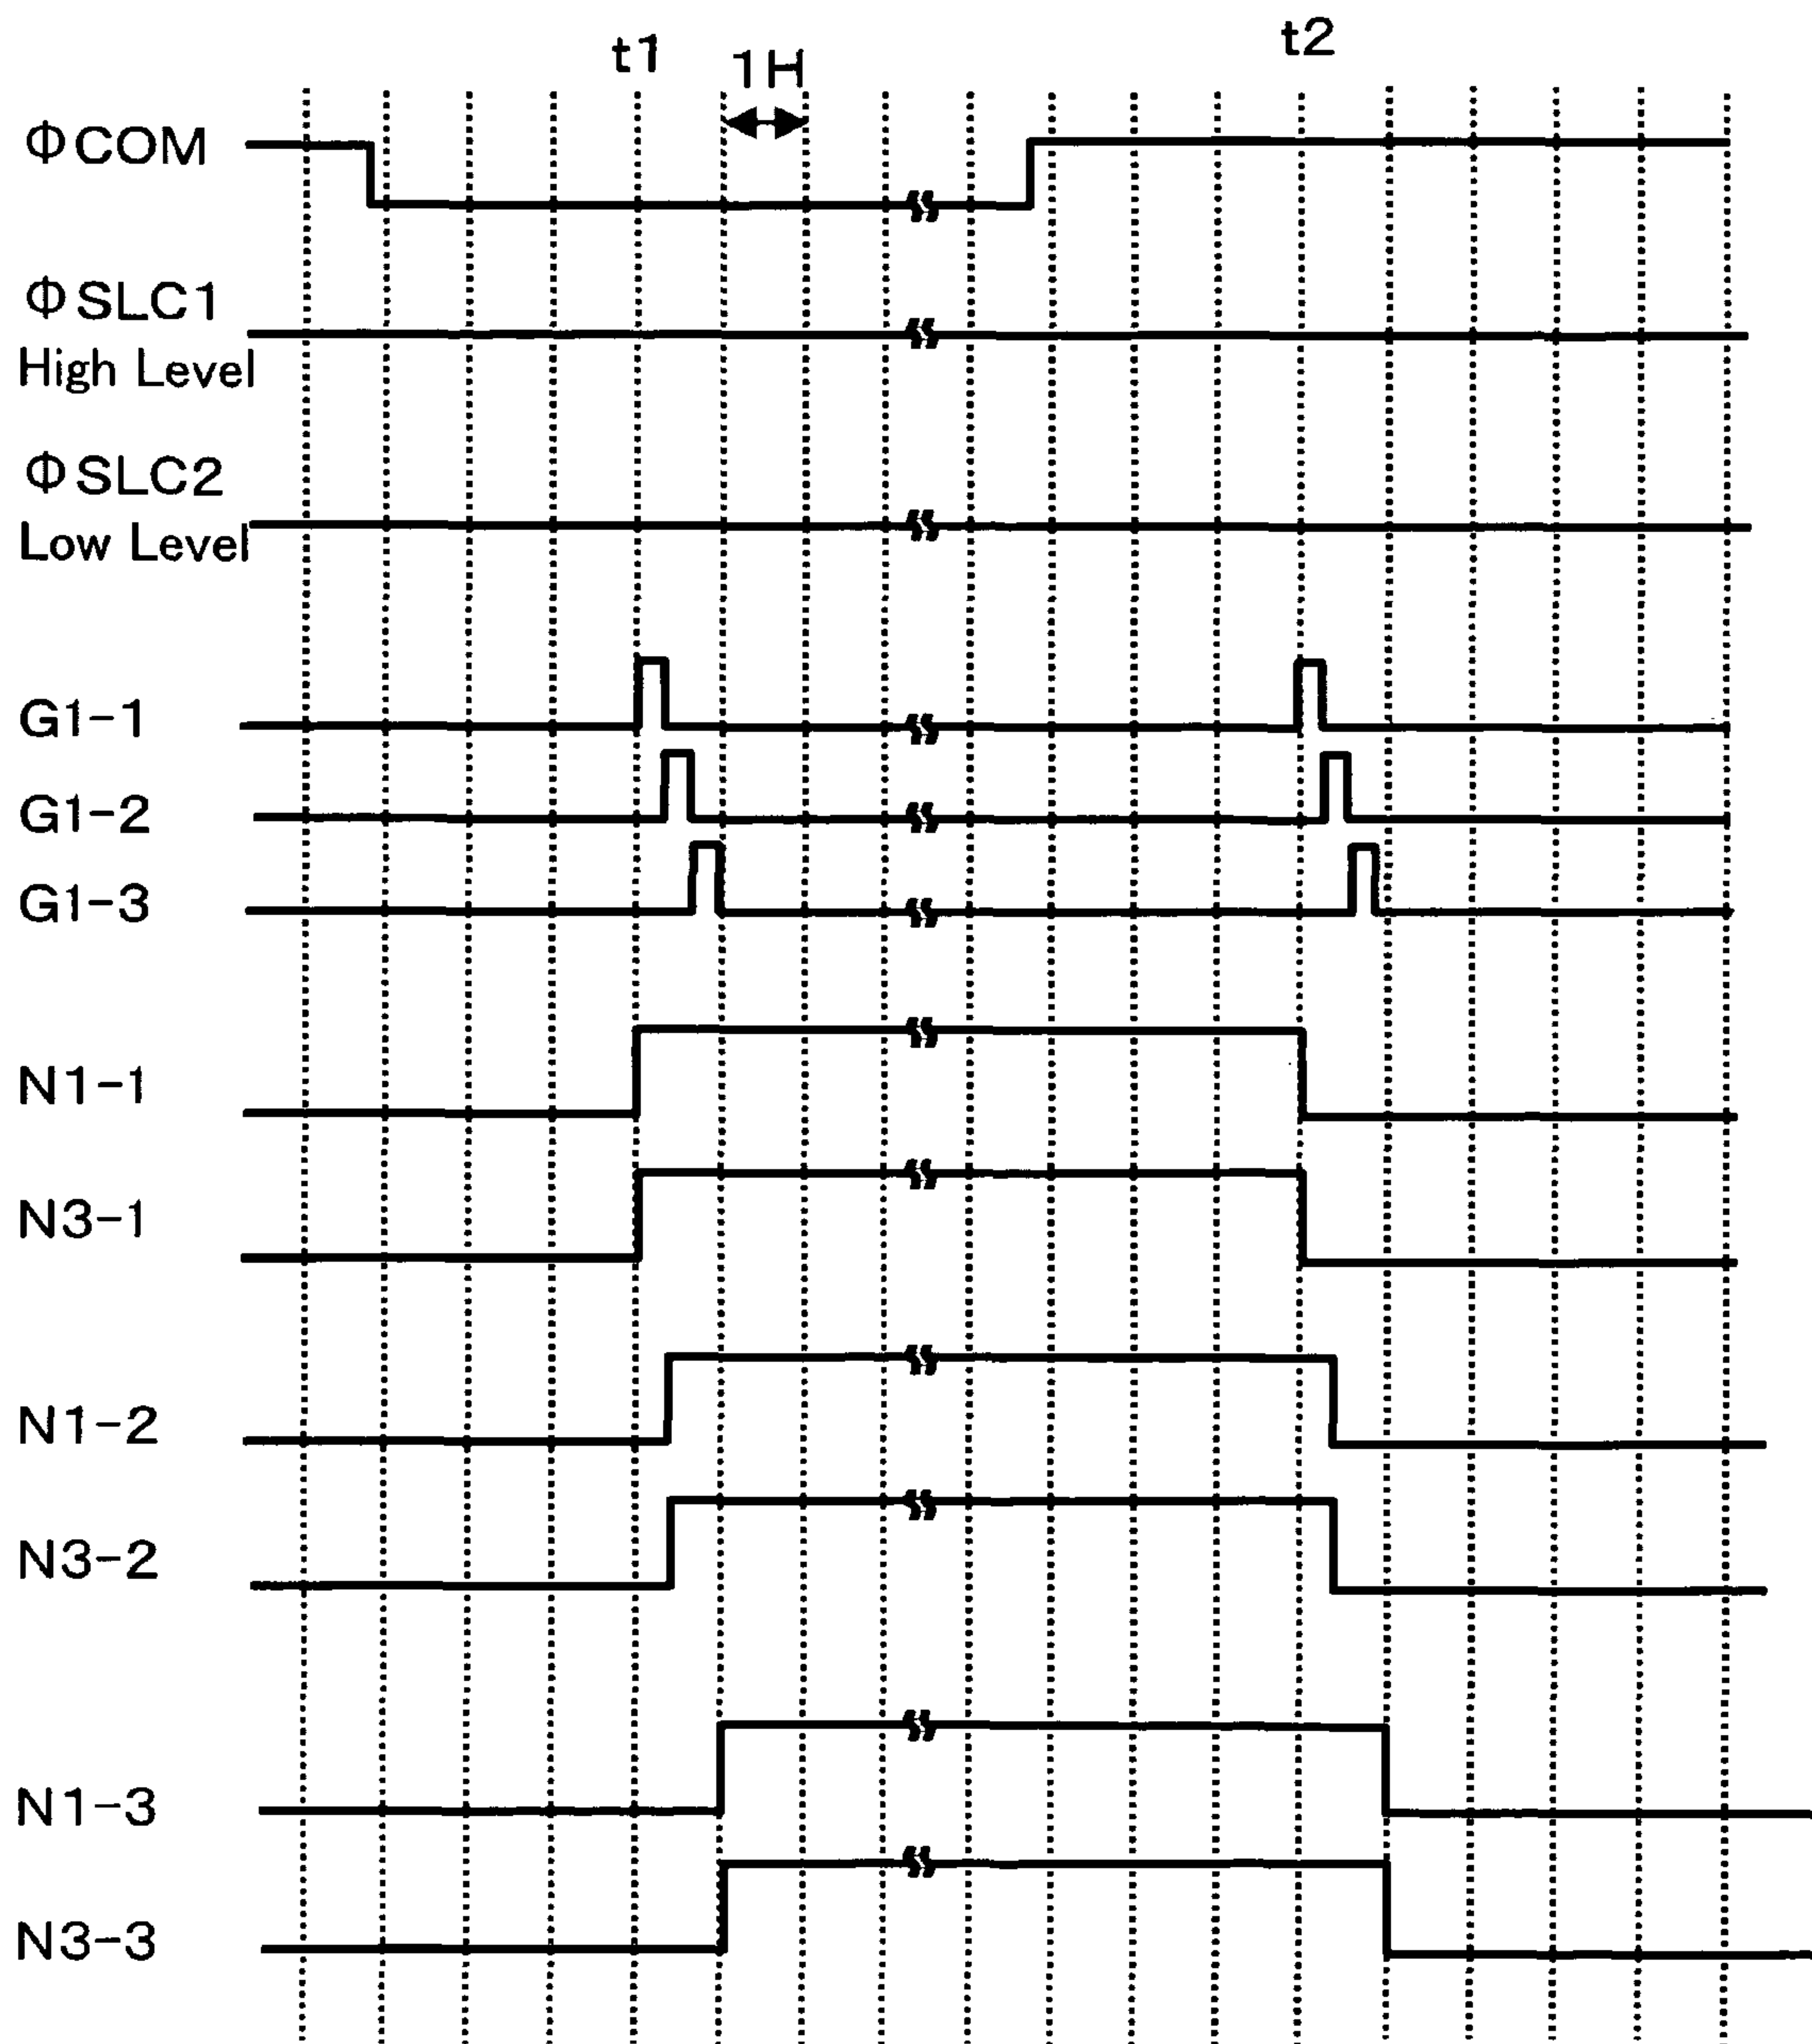 t1
1H
t2
ΦCOM
ΦSLC1
High Level
ΦSLC2
Low Level
G1-1
G1-2
G1-3
N1-1
N3-1
N1-2
N3-2
N1-3
N3-3